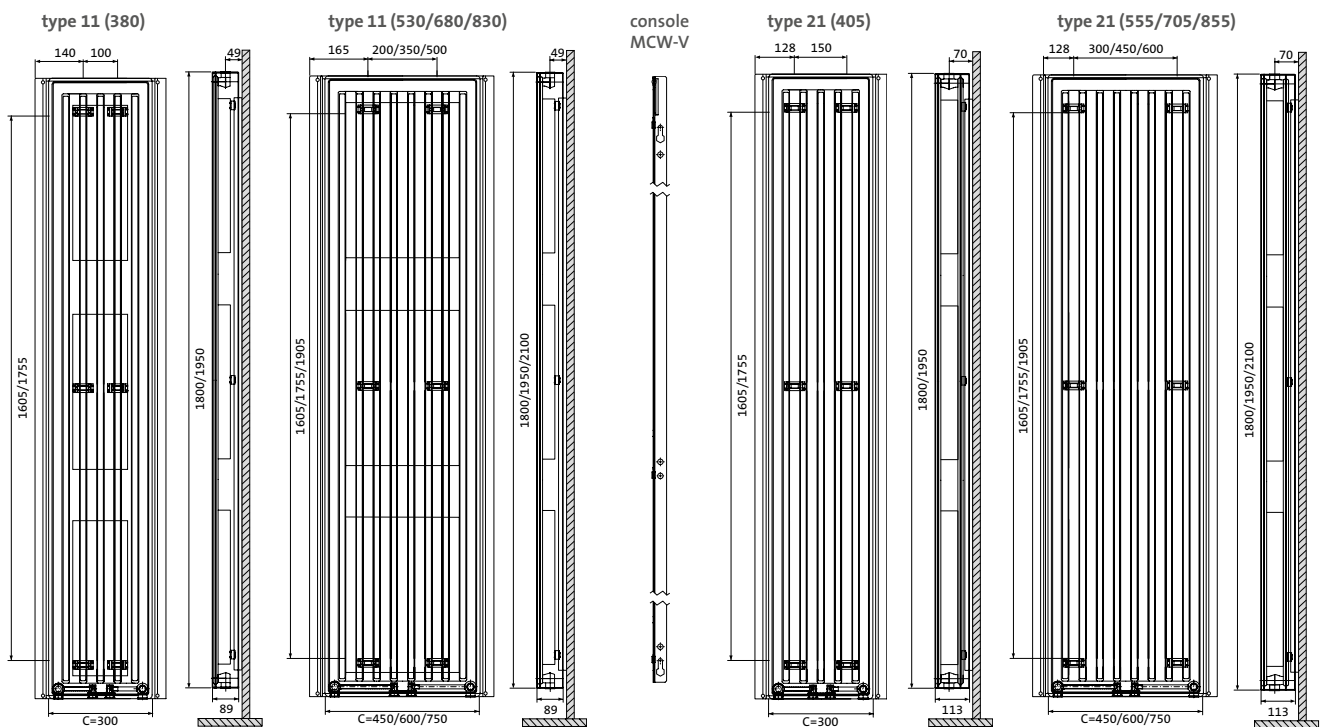 type 11 (380)
type 11 (530/680/830)
console
MCW-V
type 21 (405)
type 21 (555/705/855)
140
100
49
165
200/350/500
49
128
150
70
128
300/450/600
70
1605/1755
1800/1950
1605/1755/1905
1800/1950/2100
1605/1755
1800/1950
1605/1755/1905
1800/1950/2100
C=300
89
C=450/600/750
89
C=300
113
C=450/600/750
113